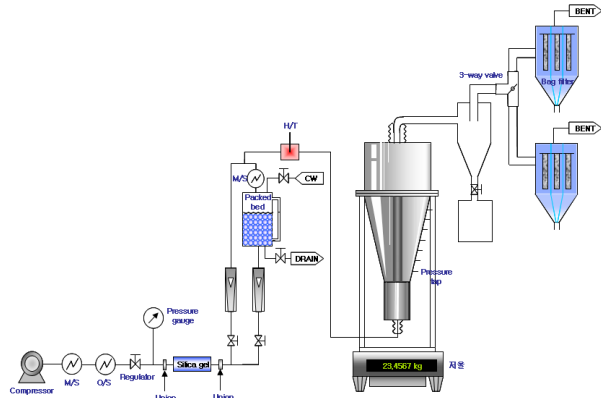 BENT
3-way valve
Bag filter
BENT
H/T
M/S
CW
Packed
bed
DRAIN
Pressure
tap
Pressure
gauge
Silica gel
23,4567 kg
저울
Regulator
Compressor
M/S
O/S
Union
Union